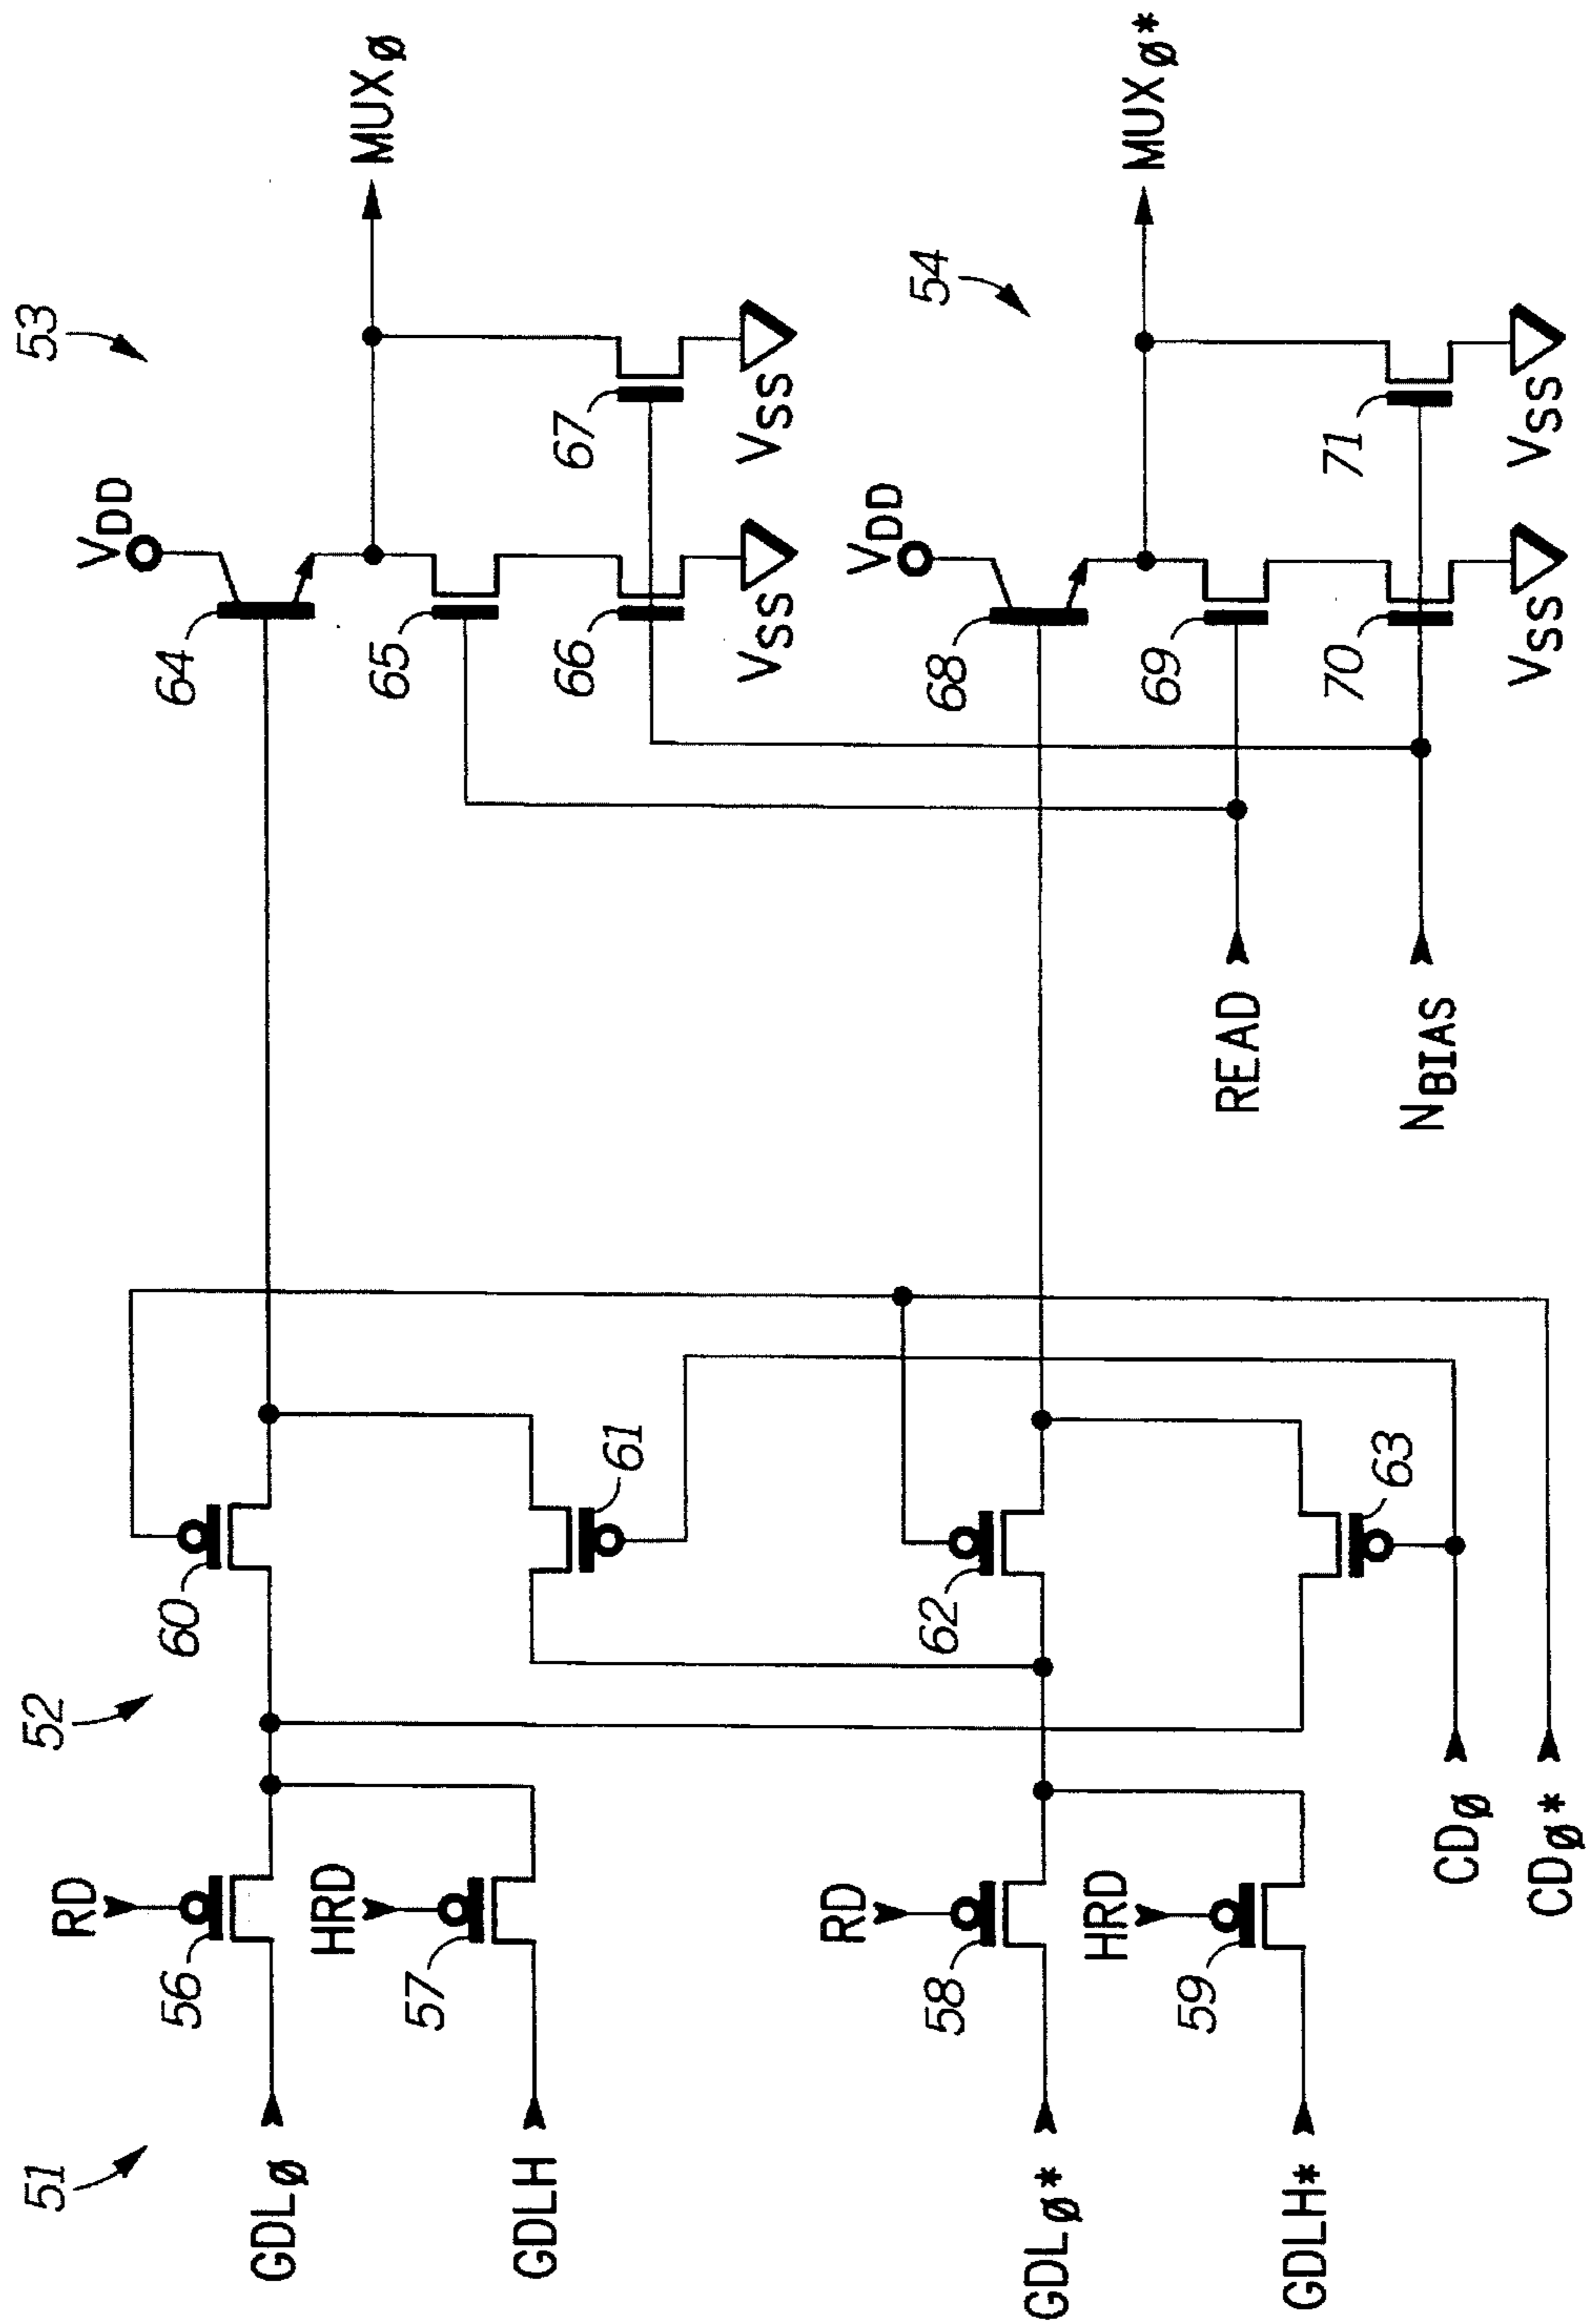 51
52
53
GDLØ
RD
56
60
64
VDD
MUXØ
GDLH
HRD
57
61
65
66
67
VSS
VSS
54
GDLØ*
RD
58
62
68
VDD
MUXØ*
GDLH*
HRD
59
63
READ
69
70
71
NBIAS
VSS
VSS
CDØ
CDØ*